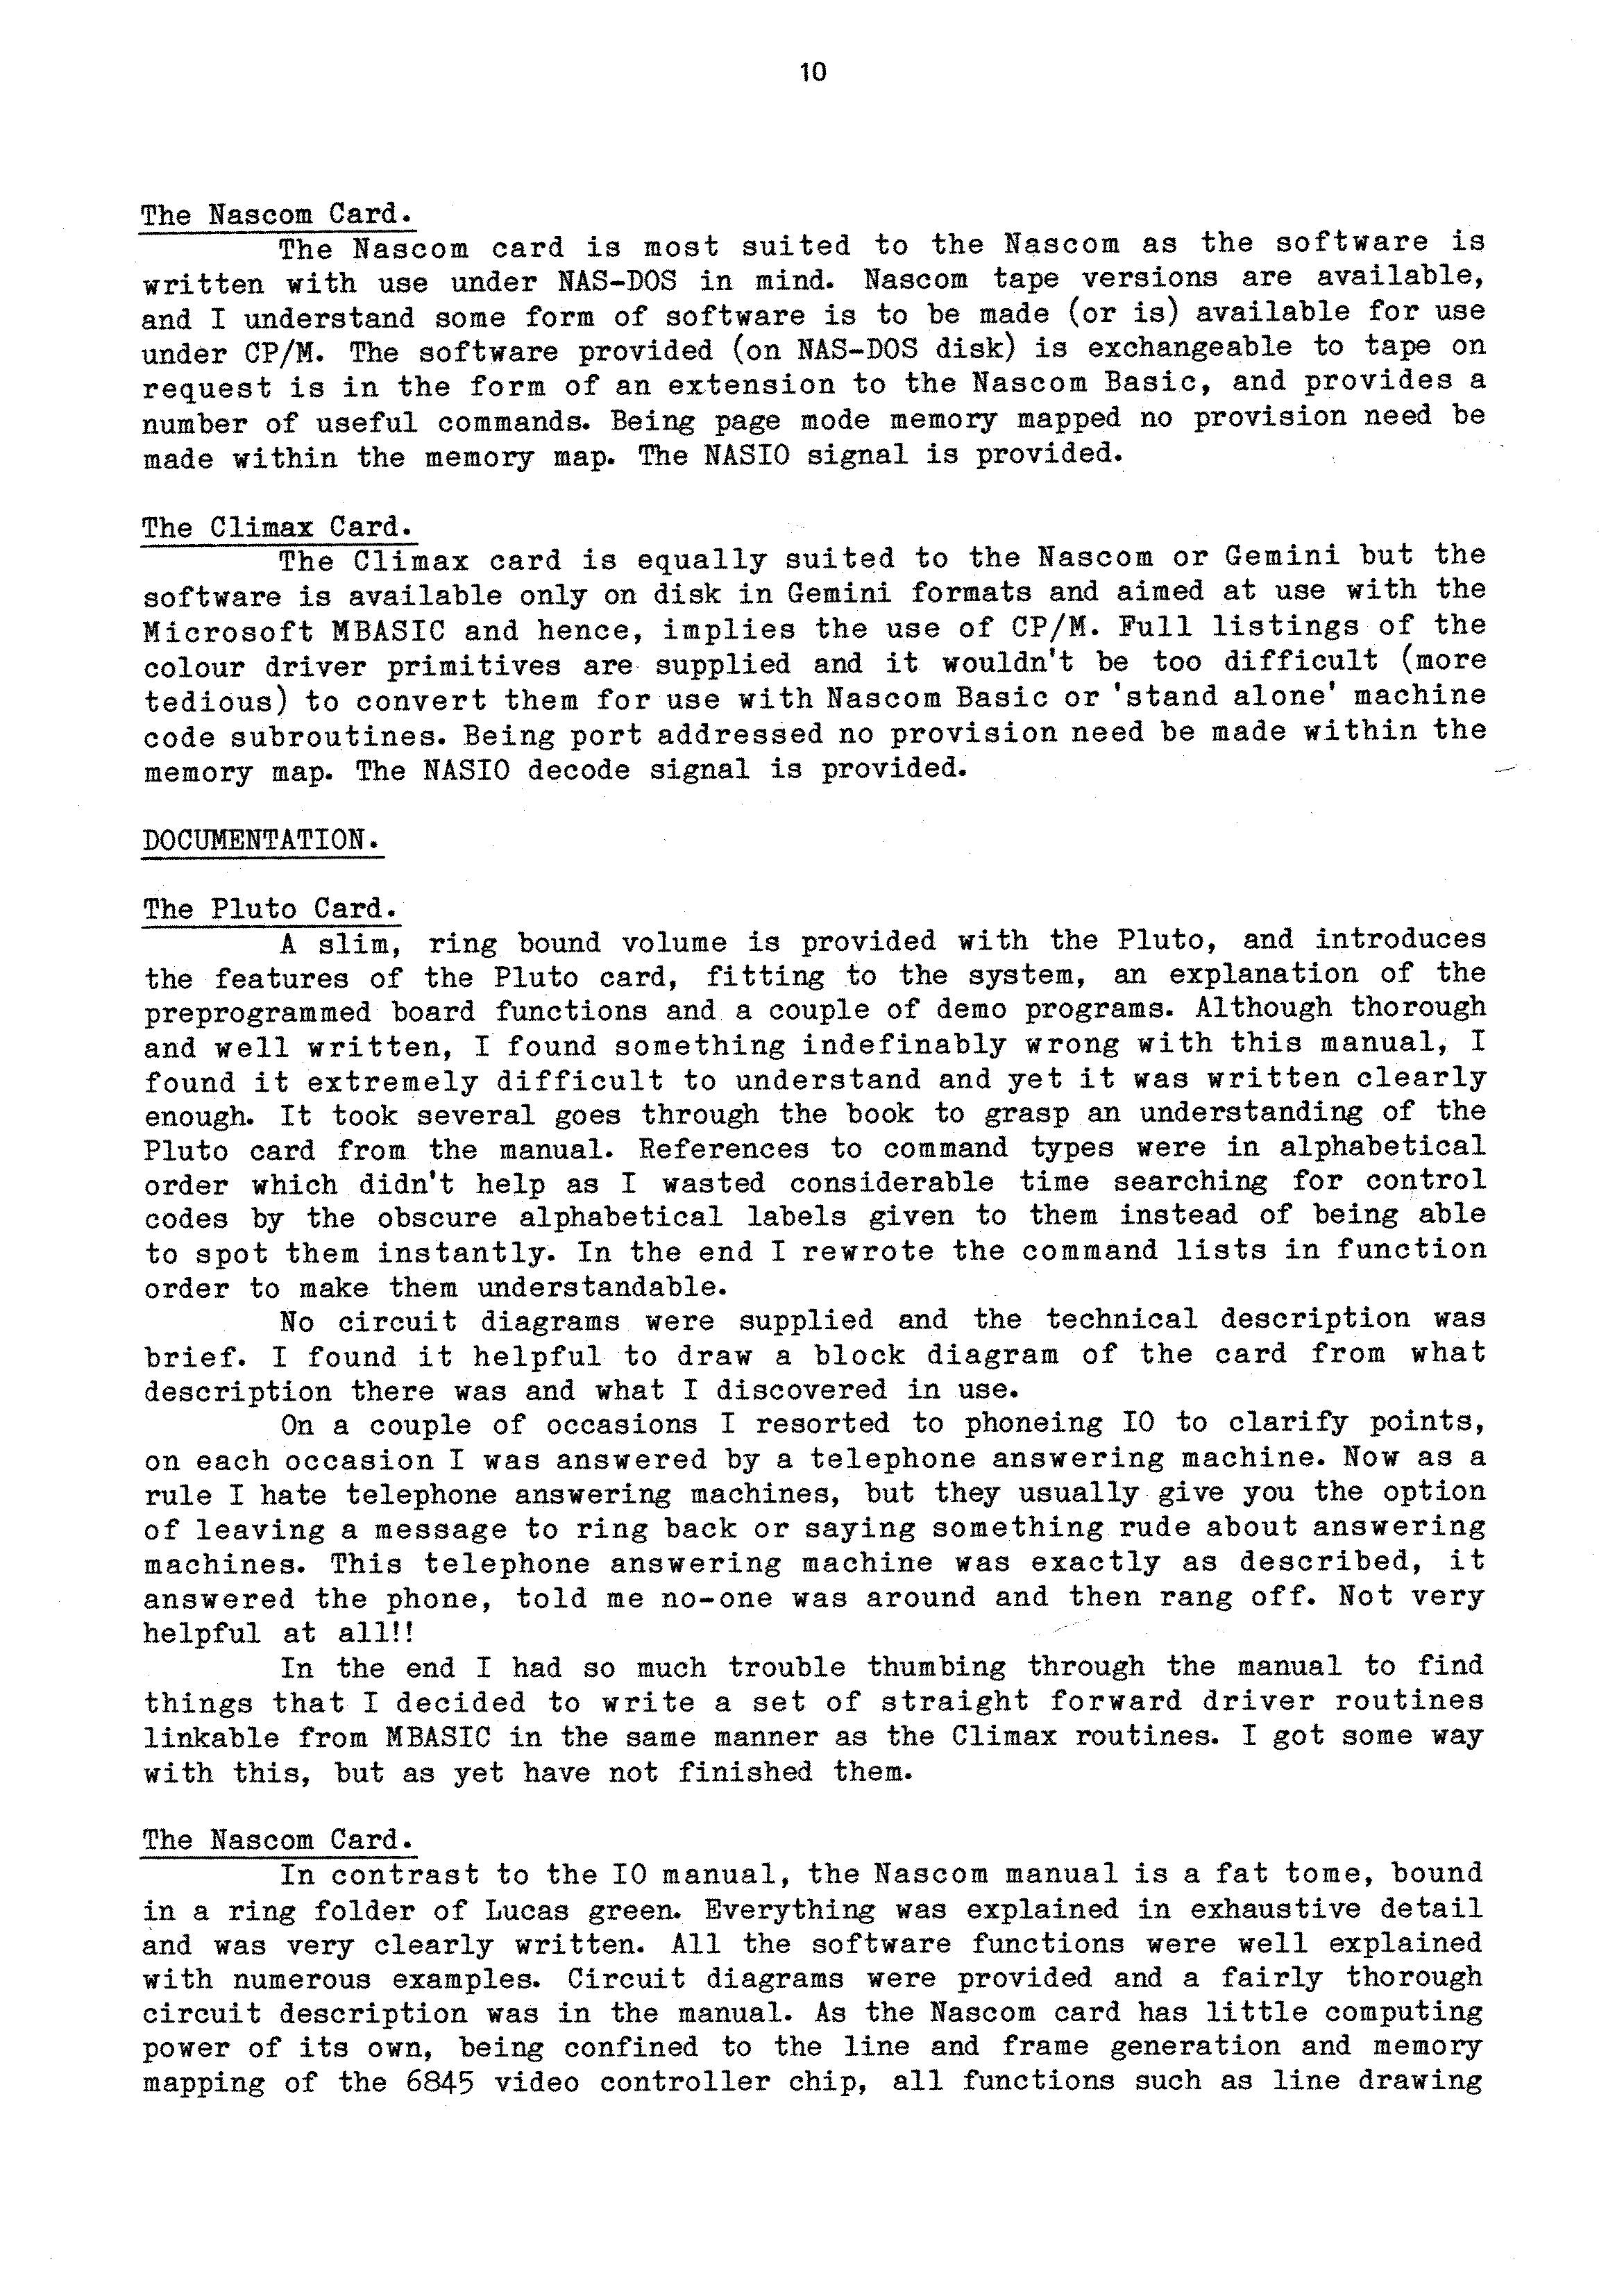 10
The Nascom Card.
The Nascom card is most suited to the Nascom as the software is
written with use under NAS-DOS in mind. Nascom tape versions are available,
and I understand some form of software is to be made (or is) available for use
under CP/M. The software provided (on NAS-DOS disk) is exchangeable to tape on
request is in the form of an extension to the Nascom Basic, and provides a
number of useful commands. Being page mode memory mapped no provision need be
made within the memory map. The NASIO signal is provided.
The Climax Card.
The Climax card is equally suited to the Nascom or Gemini but the
software is available only on disk in Gemini formats and aimed at use with the
Microsoft MBASIC and hence, implies the use of CP/M. Full listings of the
colour driver primitives are supplied and it wouldn't be too difficult (more
tedious) to convert them for use with Nascom Basic or 'stand alone' machine
code subroutines. Being port addressed no provision need be made within the
memory map. The NASIO decode signal is provided.
DOCUMENTATION.
The Pluto Card.
A slim, ring bound volume is provided with the Pluto, and introduces
the features of the Pluto card, fitting to the system, an explanation of the
preprogrammed board functions and a couple of demo programs. Although thorough
and well written, I found something indefinably wrong with this manual, I
found it extremely difficult to understand and yet it was written clearly
enough. It took several goes through the book to grasp an understanding of the
Pluto card from the manual. References to command types were in alphabetical
order which didn't help as I wasted considerable time searching for control
codes by the obscure alphabetical labels given to them instead of being able
to spot them instantly. In the end I rewrote the command lists in function
order to make them understandable.
No circuit diagrams were supplied and the technical description was
brief. I found it helpful to draw a block diagram of the card from what
description there was and what I discovered in use.
On a couple of occasions I resorted to phoneing IO to clarify points,
on each occasion I was answered by a telephone answering machine. Now as a
rule I hate telephone answering machines, but they usually give you the option
of leaving a message to ring back or saying something rude about answering
machines. This telephone answering machine was exactly as described, it
answered the phone, told me no-one was around and then rang off. Not very
helpful at all!!
In the end I had so much trouble thumbing through the manual to find
things that I decided to write a set of straight forward driver routines
linkable from MBASIC in the same manner as the Climax routines. I got some way
with this, but as yet have not finished them.
The Nascom Card.
In contrast to the IO manual, the Nascom manual is a fat tome, bound
in a ring folder of Lucas green. Everything was explained in exhaustive detail
and was very clearly written. All the software functions were well explained
with numerous examples. Circuit diagrams were provided and a fairly thorough
circuit description was in the manual. As the Nascom card has little computing
power of its own, being confined to the line and frame generation and memory
mapping of the 6845 video controller chip, all functions such as line drawing